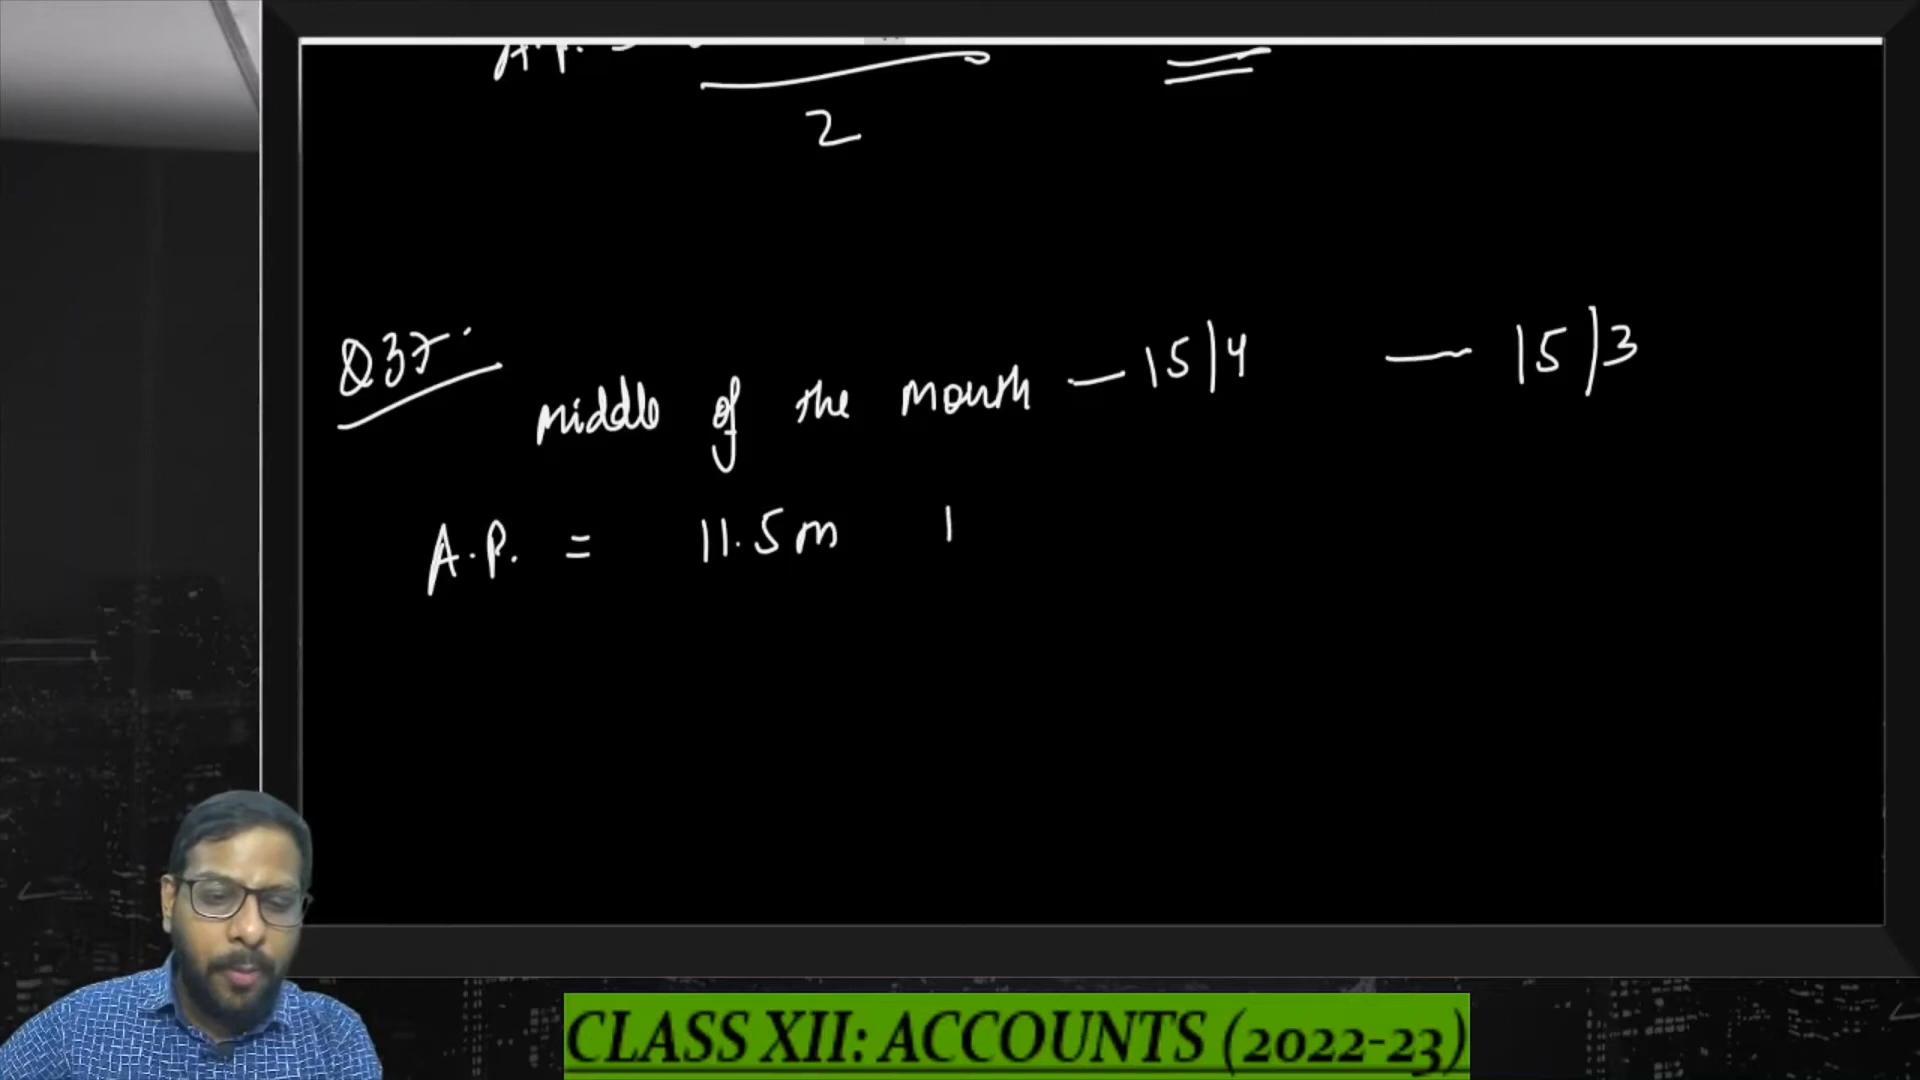 A.P. =
2
Q37.
middle of the month — 15/4 — 15/3
A.P. = 11.5m 1
CLASS XII: ACCOUNTS (2022-23)